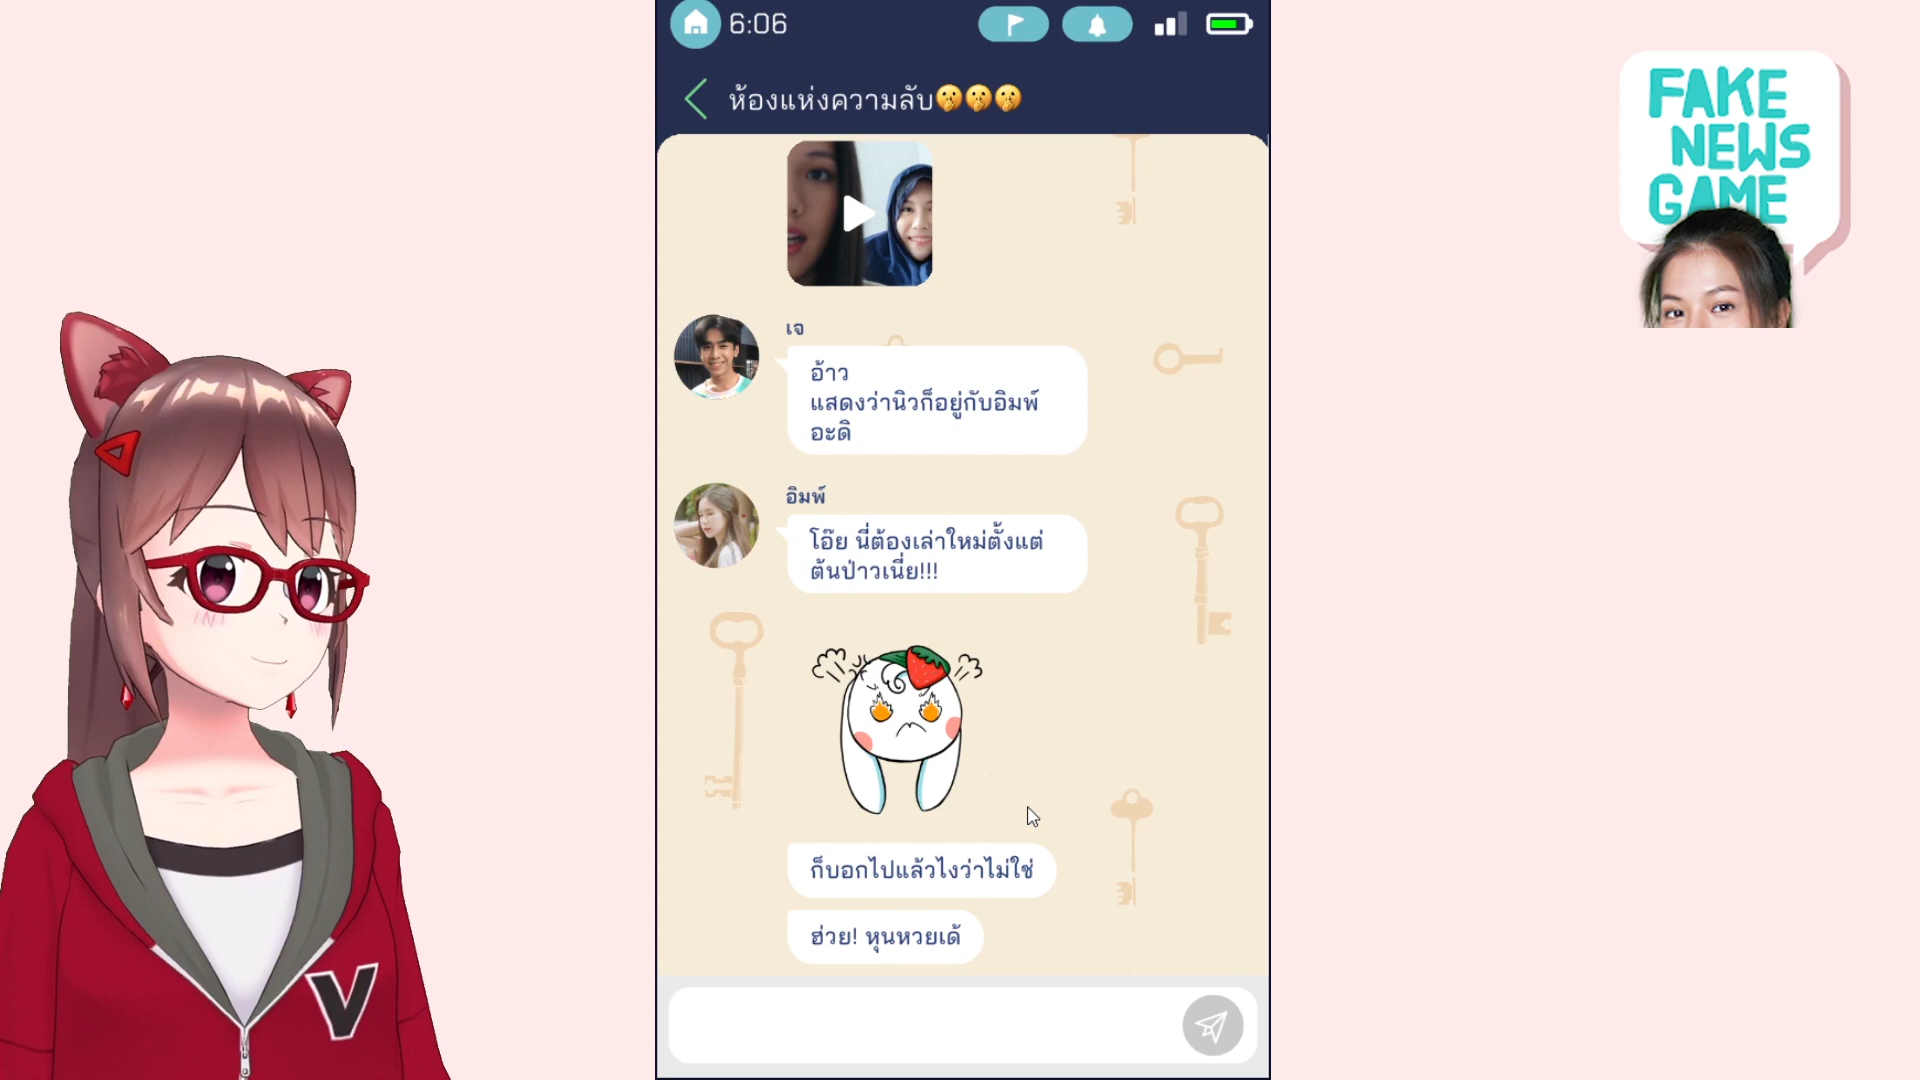 6:06
ห้องแห่งความลับ🤫🤫🤫
FAKE
NEWS
GAME
เจ
อ้าว
แสดงว่านิวก็อยู่กับอิมพ์
อะดิ
อิมพ์
โอ๊ย นี่ต้องเล่าใหม่ตั้งแต่
ต้นป่าวเนี่ย!!!
ก็บอกไปแล้วไงว่าไม่ใช่
ฮ่วย! หุนหวยเด้
V